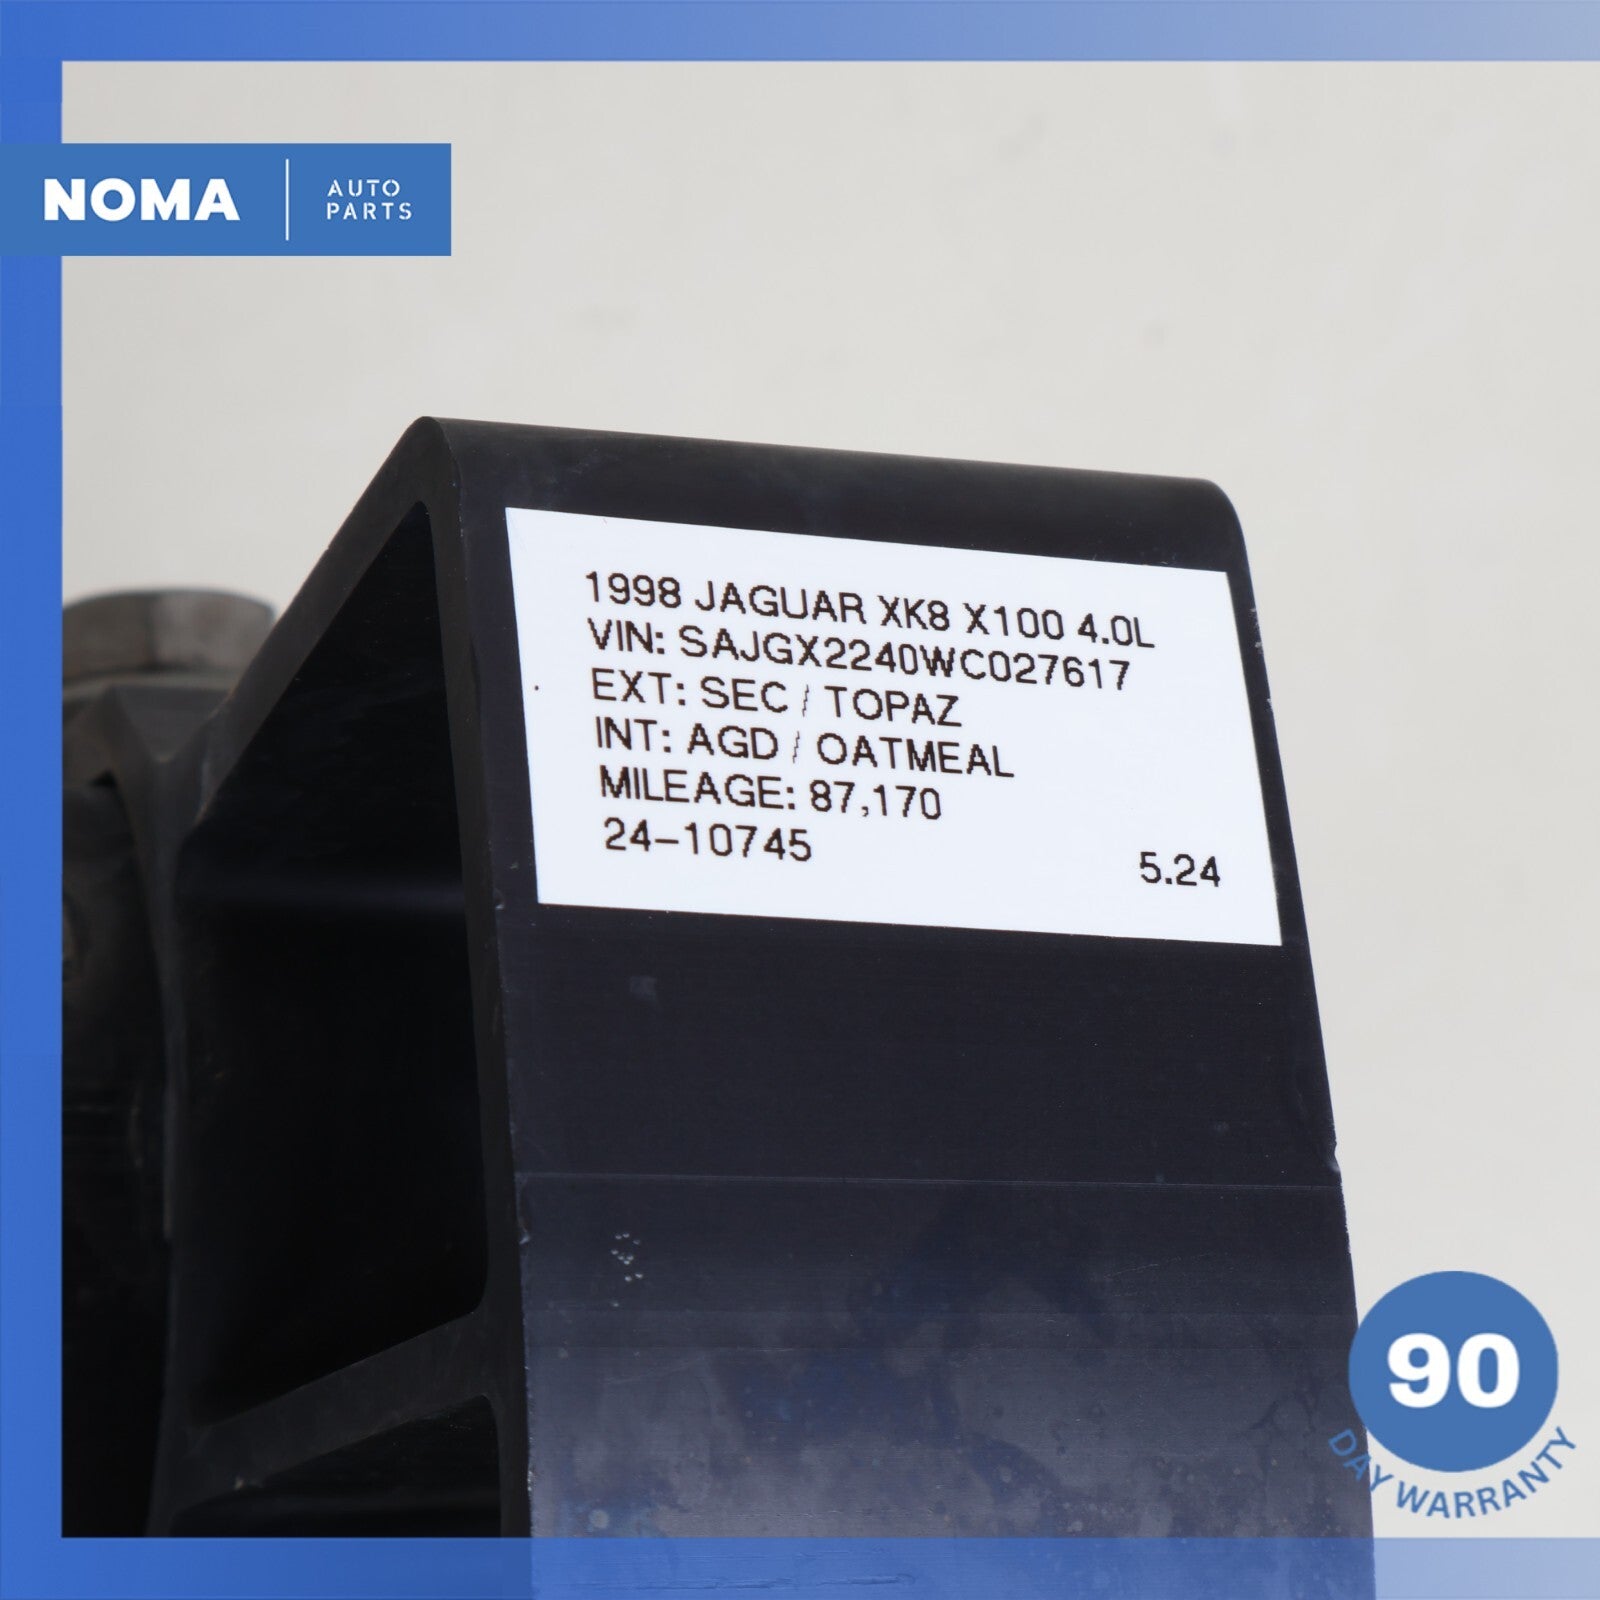 NOMA
AUTO
PARTS
1998 JAGUAR XK8 X100 4.0L
VIN: SAJGX2240WC027617
EXT: SEC / TOPAZ
INT: AGD / OATMEAL
MILEAGE: 87,170
24-10745
5.24
90
DAY WARRANTY